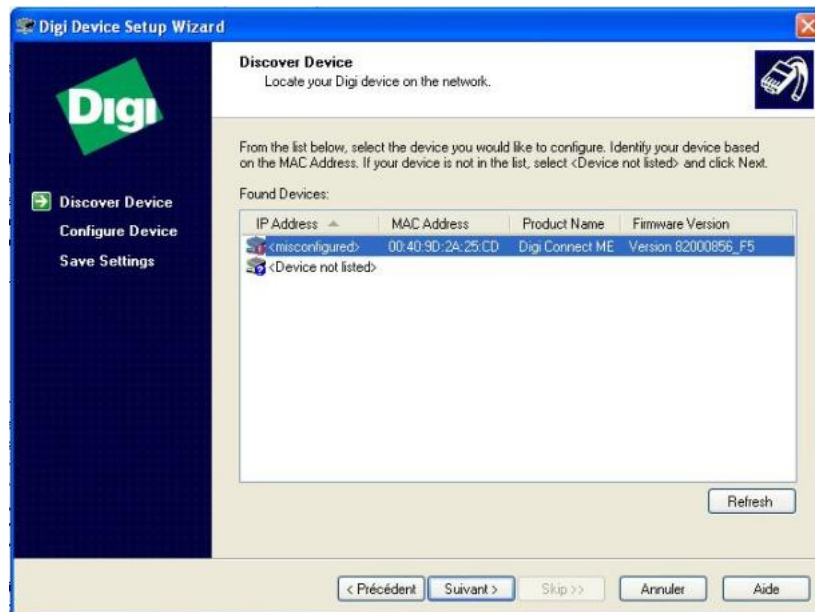 Digi Device Setup Wizard
Digi
Discover Device
Configure Device
Save Settings
Discover Device
Locate your Digi device on the network.
From the list below, select the device you would like to configure. Identify your device based
on the MAC Address. If your device is not in the list, select <Device not listed> and click Next.
Found Devices:
IP Address MAC Address Product Name Firmware Version
<misconfigured> 00:40:9D:2A:25:CD Digi Connect ME Version 82000856_F5
<Device not listed>
Refresh
< Précédent Suivant > Skip >> Annuler Aide